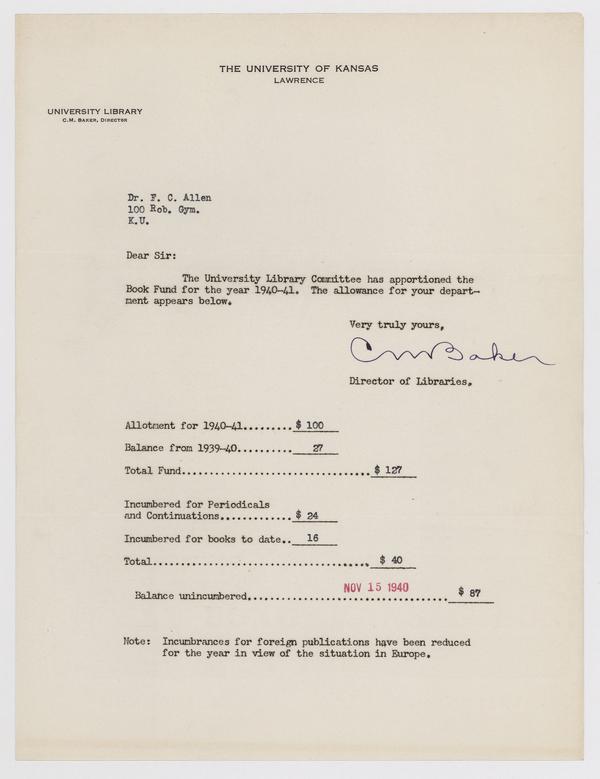 THE UNIVERSITY OF KANSAS
LAWRENCE
UNIVERSITY LIBRARY
C.M. BAKER, DIRECTOR
Dr. F. C. Allen
100 Rob. Gym.
K.U.
Dear Sir:
The University Library Committee has apportioned the
Book Fund for the year 1940-41. The allowance for your depart-
ment appears below.
Very truly yours,
CMBaker
Director of Libraries.
Allotment for 1940-41.........$ 100
Balance from 1939-40.......... 27
Total Fund................................$ 127
Incumbered for Periodicals
and Continuations.............$ 24
Incumbered for books to date.. 16
Total.....................................$ 40
NOV 15 1940
Balance unincumbered.....................................$ 87
Note: Incumbrances for foreign publications have been reduced
for the year in view of the situation in Europe.